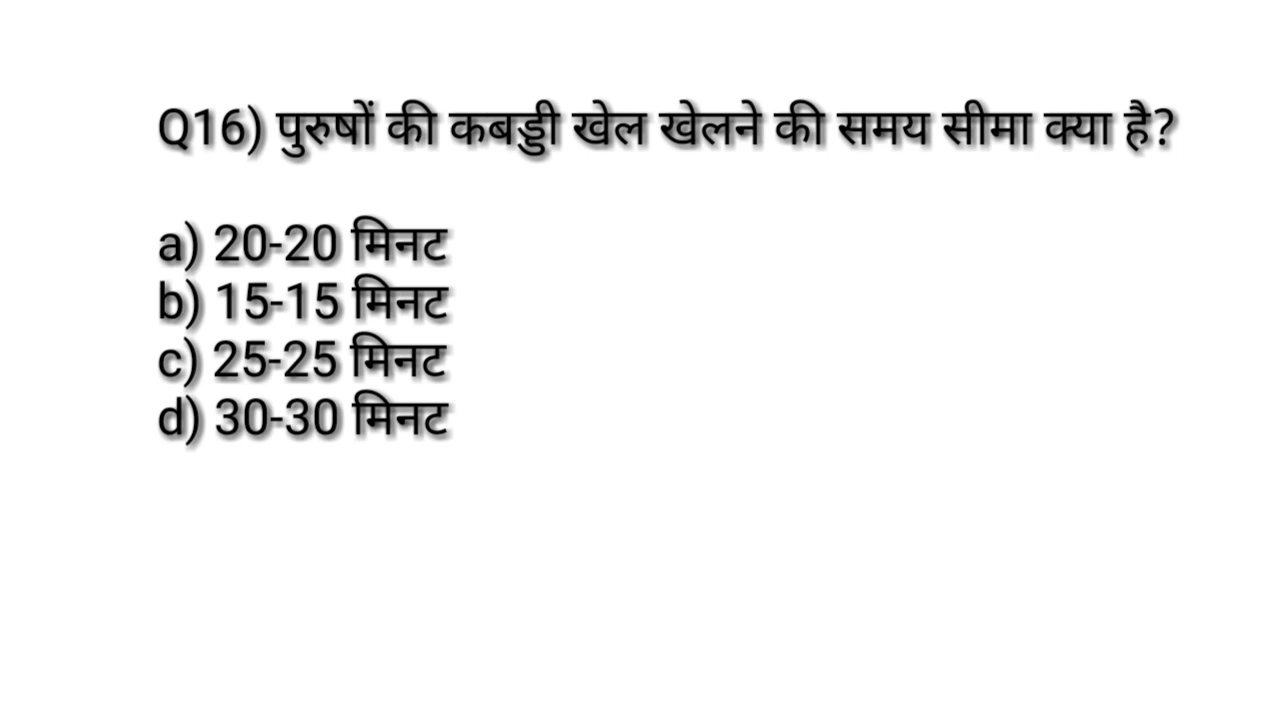 Q16) पुरुषों की कबड्डी खेल खेलने की समय सीमा क्या है?
a) 20-20 मिनट
b) 15-15 मिनट
c) 25-25 मिनट
d) 30-30 मिनट